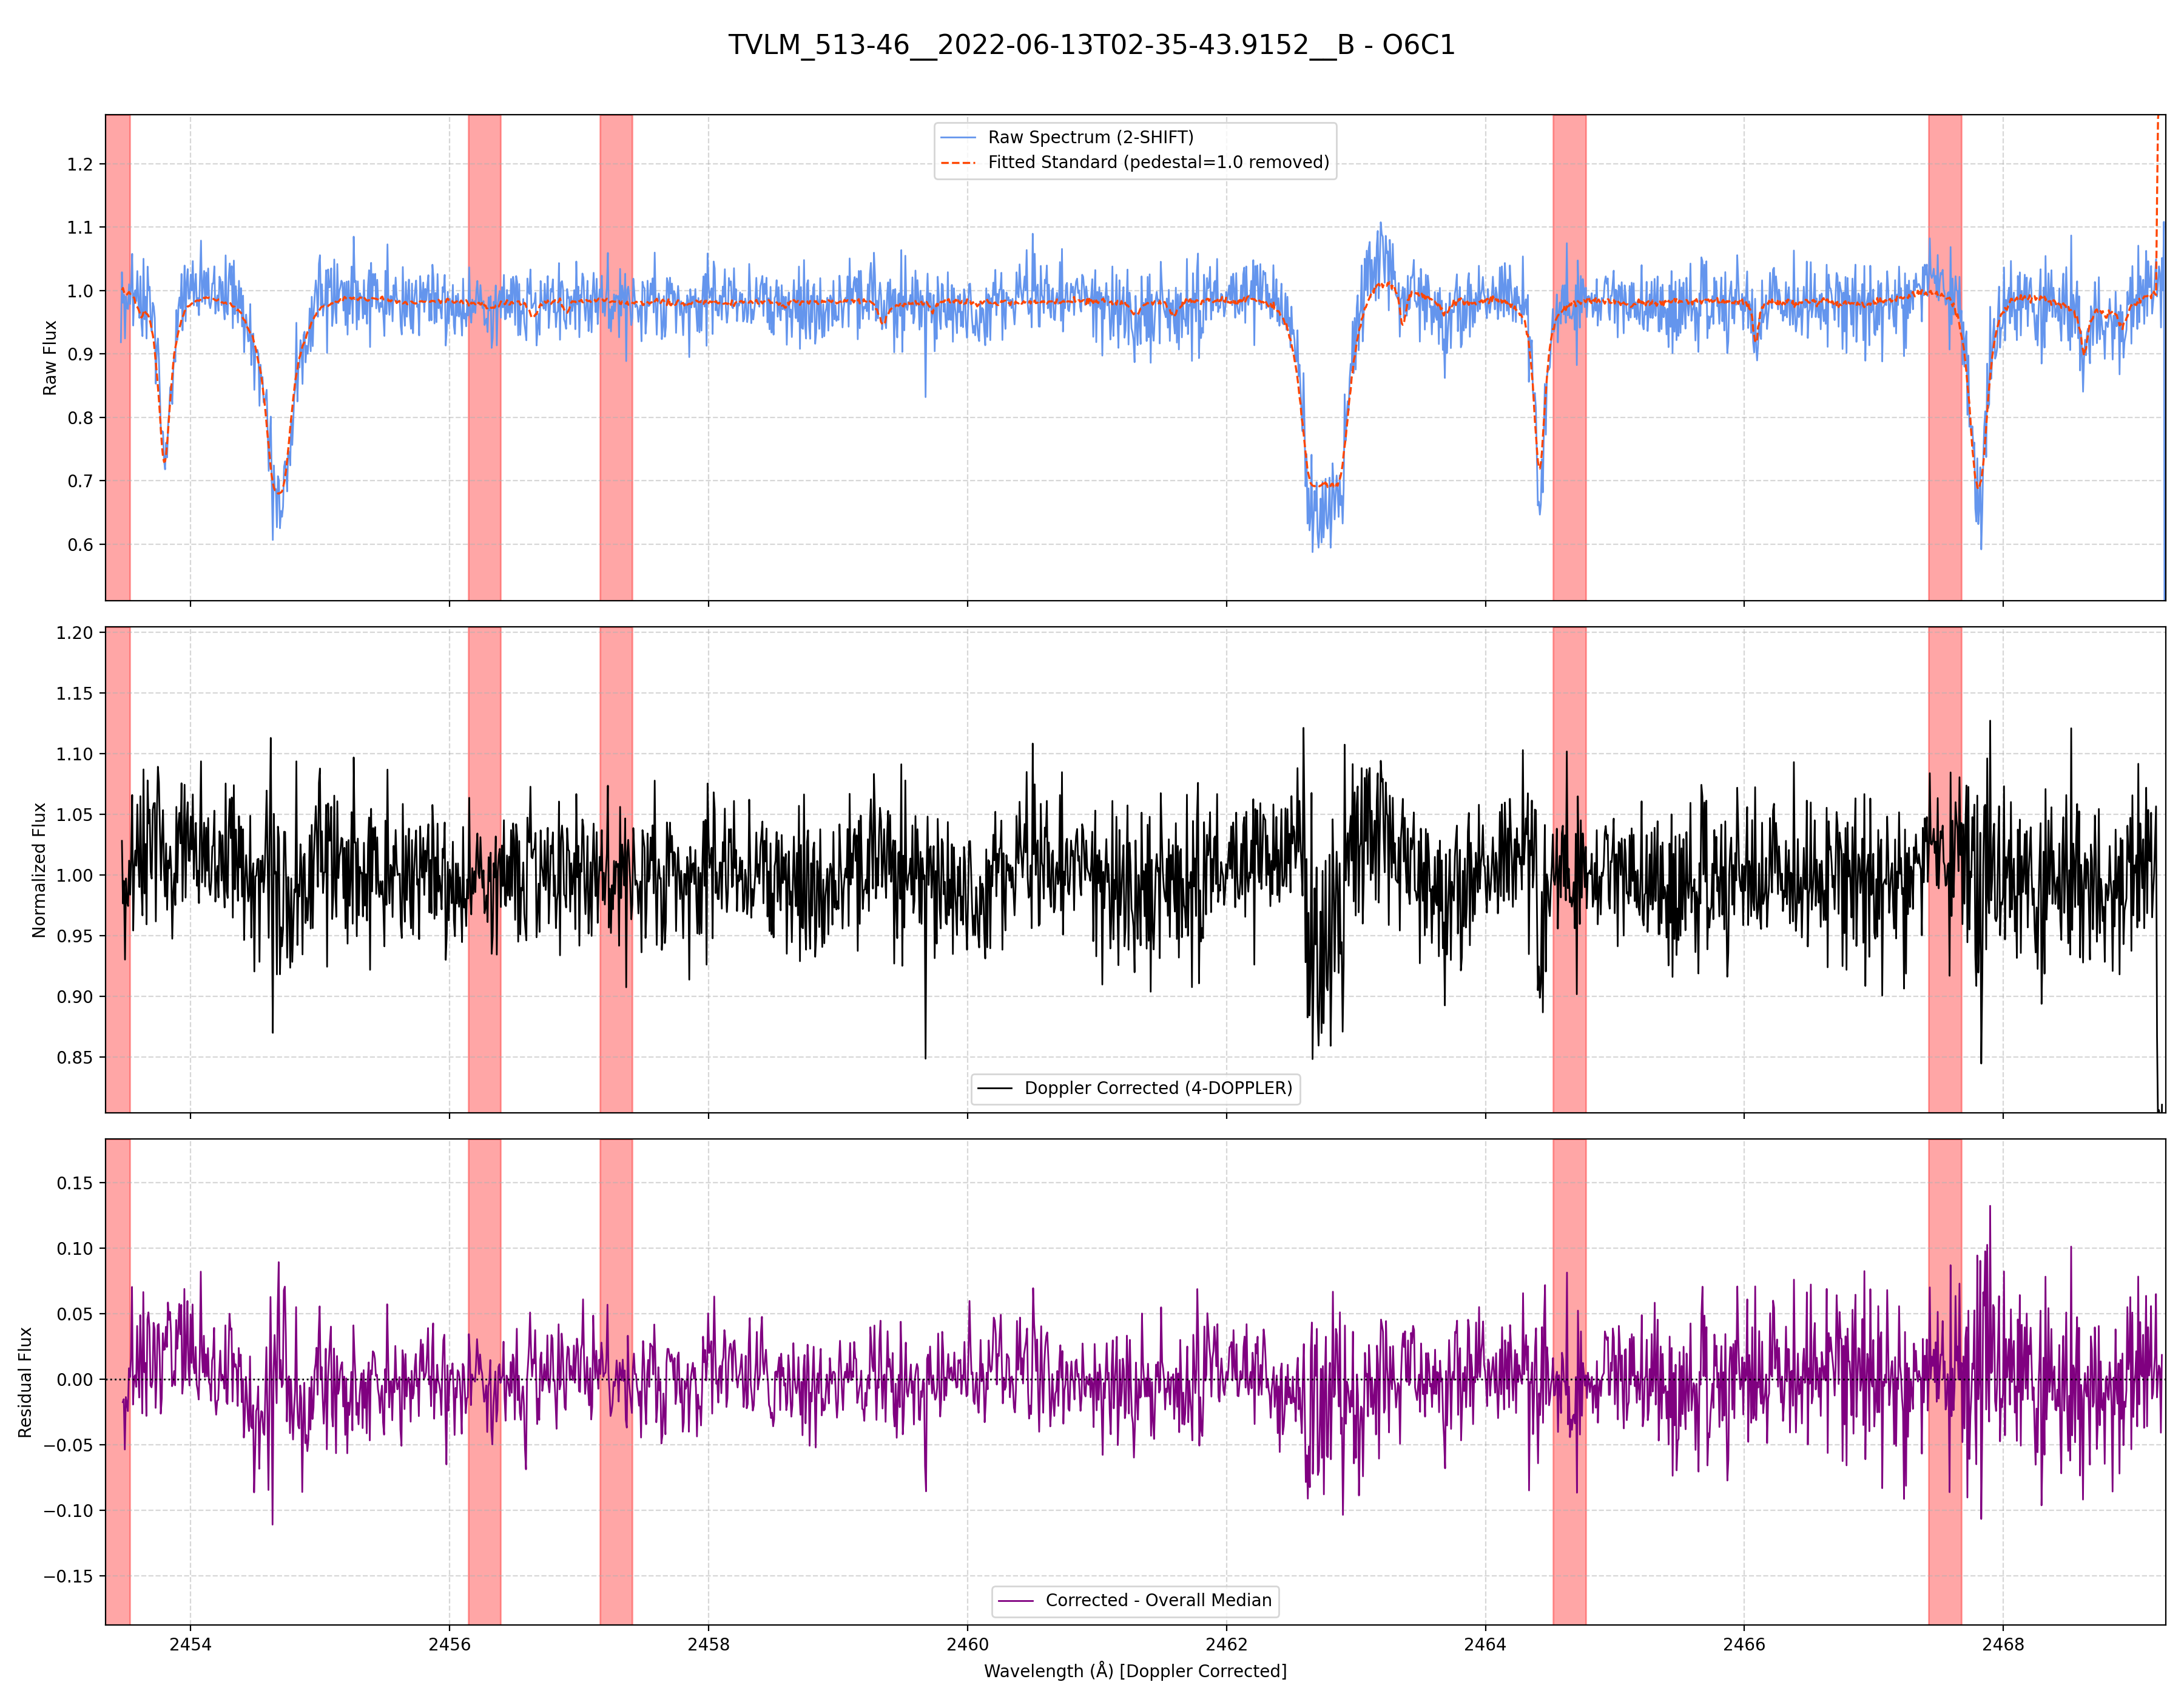 TVLM_513-46__2022-06-13T02-35-43.9152__B - O6C1
Raw Spectrum (2-SHIFT)
Fitted Standard (pedestal=1.0 removed)
Raw Flux
1.2
1.1
1.0
0.9
0.8
0.7
0.6
Normalized Flux
1.20
1.15
1.10
1.05
1.00
0.95
0.90
0.85
Doppler Corrected (4-DOPPLER)
Residual Flux
0.15
0.10
0.05
0.00
−0.05
−0.10
−0.15
Corrected - Overall Median
2454 2456 2458 2460 2462 2464 2466 2468
Wavelength (Å) [Doppler Corrected]